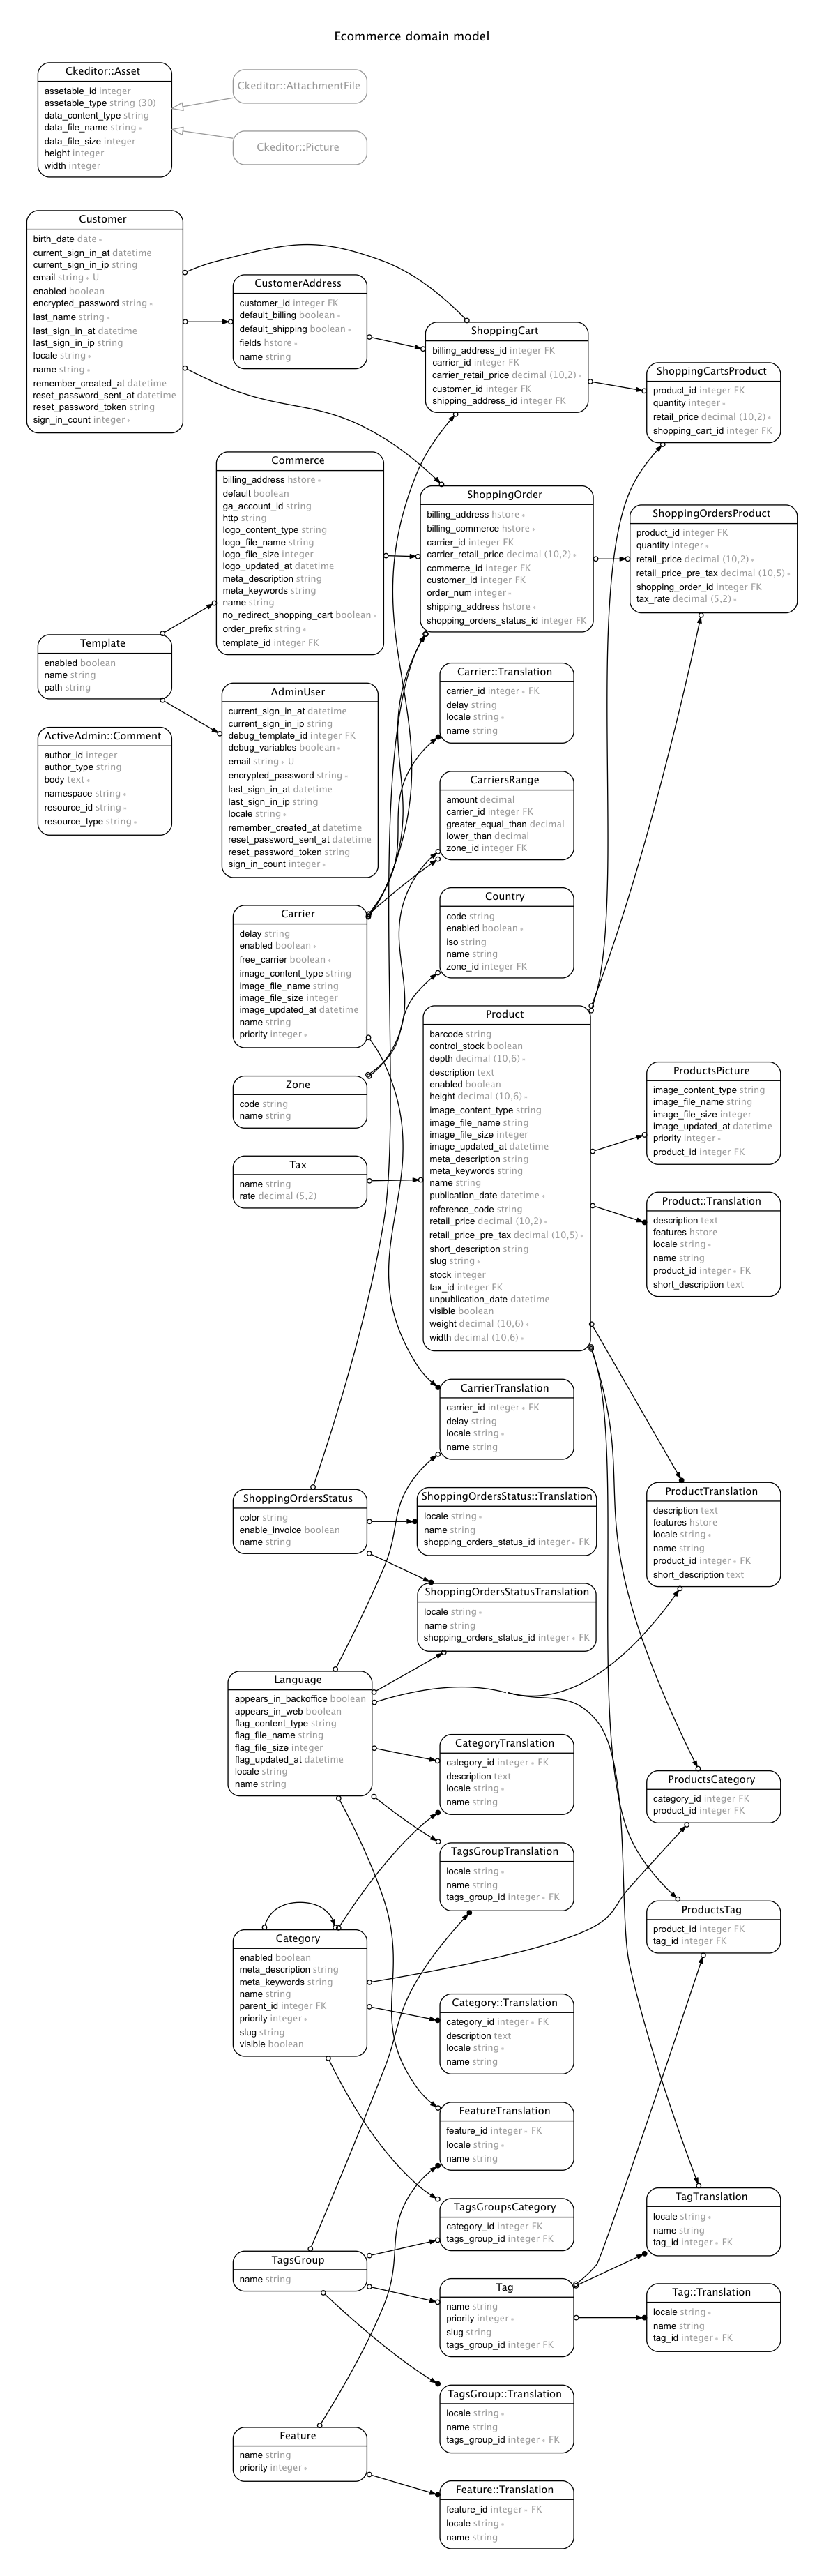 Ecommerce domain model
Ckeditor::Asset
assetable_id integer
assetable_type string (30)
data_content_type string
data_file_name string ∗
data_file_size integer
height integer
width integer
Ckeditor::AttachmentFile
Ckeditor::Picture
Customer
birth_date date ∗
current_sign_in_at datetime
current_sign_in_ip string
email string ∗ U
enabled boolean
encrypted_password string ∗
last_name string ∗
last_sign_in_at datetime
last_sign_in_ip string
locale string ∗
name string ∗
remember_created_at datetime
reset_password_sent_at datetime
reset_password_token string
sign_in_count integer ∗
CustomerAddress
customer_id integer FK
default_billing boolean ∗
default_shipping boolean ∗
fields hstore ∗
name string
ShoppingCart
billing_address_id integer FK
carrier_id integer FK
carrier_retail_price decimal (10,2) ∗
customer_id integer FK
shipping_address_id integer FK
ShoppingCartsProduct
product_id integer FK
quantity integer ∗
retail_price decimal (10,2) ∗
shopping_cart_id integer FK
Commerce
billing_address hstore ∗
default boolean
ga_account_id string
http string
logo_content_type string
logo_file_name string
logo_file_size integer
logo_updated_at datetime
meta_description string
meta_keywords string
name string
no_redirect_shopping_cart boolean ∗
order_prefix string ∗
template_id integer FK
ShoppingOrder
billing_address hstore ∗
billing_commerce hstore ∗
carrier_id integer FK
carrier_retail_price decimal (10,2) ∗
commerce_id integer FK
customer_id integer FK
order_num integer ∗
shipping_address hstore ∗
shopping_orders_status_id integer FK
ShoppingOrdersProduct
product_id integer FK
quantity integer ∗
retail_price decimal (10,2) ∗
retail_price_pre_tax decimal (10,5) ∗
shopping_order_id integer FK
tax_rate decimal (5,2) ∗
Template
enabled boolean
name string
path string
ActiveAdmin::Comment
author_id integer
author_type string
body text ∗
namespace string ∗
resource_id string ∗
resource_type string ∗
AdminUser
current_sign_in_at datetime
current_sign_in_ip string
debug_template_id integer FK
debug_variables boolean ∗
email string ∗ U
encrypted_password string ∗
last_sign_in_at datetime
last_sign_in_ip string
locale string ∗
remember_created_at datetime
reset_password_sent_at datetime
reset_password_token string
sign_in_count integer ∗
Carrier::Translation
carrier_id integer ∗ FK
delay string
locale string ∗
name string
CarriersRange
amount decimal
carrier_id integer FK
greater_equal_than decimal
lower_than decimal
zone_id integer FK
Country
code string
enabled boolean ∗
iso string
name string
zone_id integer FK
Carrier
delay string
enabled boolean ∗
free_carrier boolean ∗
image_content_type string
image_file_name string
image_file_size integer
image_updated_at datetime
name string
priority integer ∗
Zone
code string
name string
Tax
name string
rate decimal (5,2)
Product
barcode string
control_stock boolean
depth decimal (10,6) ∗
description text
enabled boolean
height decimal (10,6) ∗
image_content_type string
image_file_name string
image_file_size integer
image_updated_at datetime
meta_description string
meta_keywords string
name string
publication_date datetime ∗
reference_code string
retail_price decimal (10,2) ∗
retail_price_pre_tax decimal (10,5) ∗
short_description string
slug string ∗
stock integer
tax_id integer FK
unpublication_date datetime
visible boolean
weight decimal (10,6) ∗
width decimal (10,6) ∗
ProductsPicture
image_content_type string
image_file_name string
image_file_size integer
image_updated_at datetime
priority integer ∗
product_id integer FK
Product::Translation
description text
features hstore
locale string ∗
name string
product_id integer ∗ FK
short_description text
CarrierTranslation
carrier_id integer ∗ FK
delay string
locale string ∗
name string
ShoppingOrdersStatus
color string
enable_invoice boolean
name string
ShoppingOrdersStatus::Translation
locale string ∗
name string
shopping_orders_status_id integer ∗ FK
ProductTranslation
description text
features hstore
locale string ∗
name string
product_id integer ∗ FK
short_description text
ShoppingOrdersStatusTranslation
locale string ∗
name string
shopping_orders_status_id integer ∗ FK
Language
appears_in_backoffice boolean
appears_in_web boolean
flag_content_type string
flag_file_name string
flag_file_size integer
flag_updated_at datetime
locale string
name string
CategoryTranslation
category_id integer ∗ FK
description text
locale string ∗
name string
ProductsCategory
category_id integer FK
product_id integer FK
TagsGroupTranslation
locale string ∗
name string
tags_group_id integer ∗ FK
ProductsTag
product_id integer FK
tag_id integer FK
Category
enabled boolean
meta_description string
meta_keywords string
name string
parent_id integer FK
priority integer ∗
slug string
visible boolean
Category::Translation
category_id integer ∗ FK
description text
locale string ∗
name string
FeatureTranslation
feature_id integer ∗ FK
locale string ∗
name string
TagsGroupsCategory
category_id integer FK
tags_group_id integer FK
TagTranslation
locale string ∗
name string
tag_id integer ∗ FK
TagsGroup
name string
Tag
name string
priority integer ∗
slug string
tags_group_id integer FK
Tag::Translation
locale string ∗
name string
tag_id integer ∗ FK
TagsGroup::Translation
locale string ∗
name string
tags_group_id integer ∗ FK
Feature
name string
priority integer ∗
Feature::Translation
feature_id integer ∗ FK
locale string ∗
name string